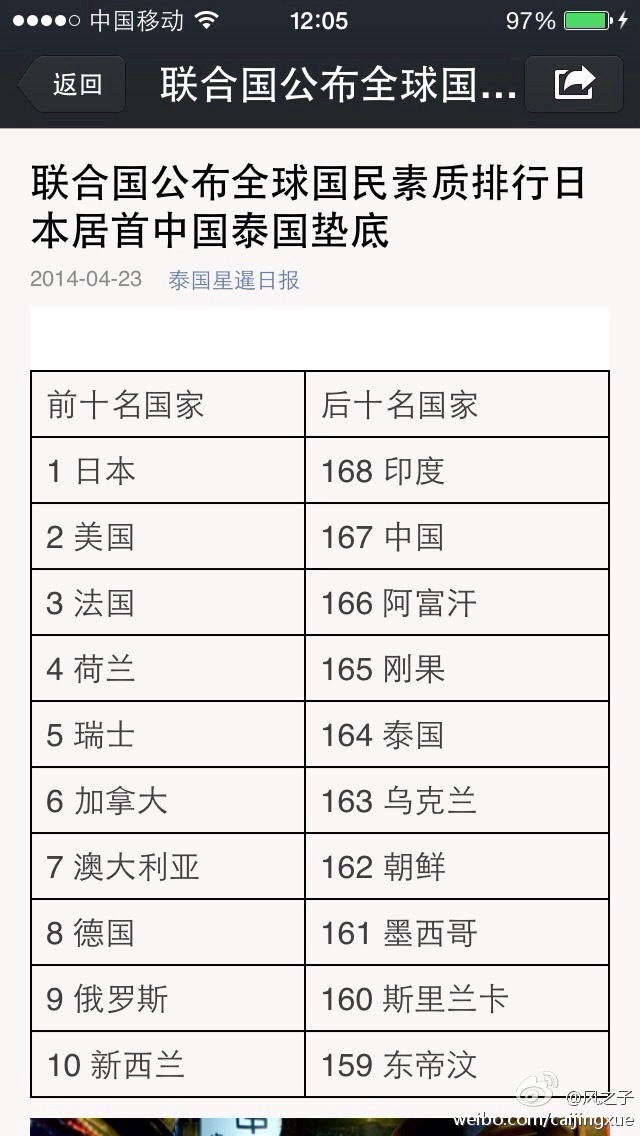 中国移动 12:05 97%
返回 联合国公布全球国...
联合国公布全球国民素质排行日
本居首中国泰国垫底
2014-04-23 泰国星暹日报
前十名国家 后十名国家
1 日本 168 印度
2 美国 167 中国
3 法国 166 阿富汗
4 荷兰 165 刚果
5 瑞士 164 泰国
6 加拿大 163 乌克兰
7 澳大利亚 162 朝鲜
8 德国 161 墨西哥
9 俄罗斯 160 斯里兰卡
10 新西兰 159 东帝汶
@风之子
weibo.com/caijingxue